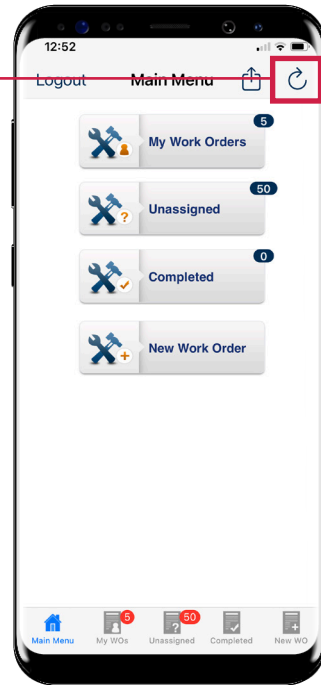 12:52
Logout Main Menu
5
My Work Orders
50
Unassigned
?
0
Completed
New Work Order
5 50 ?
Main Menu My WOs Unassigned Completed New WO